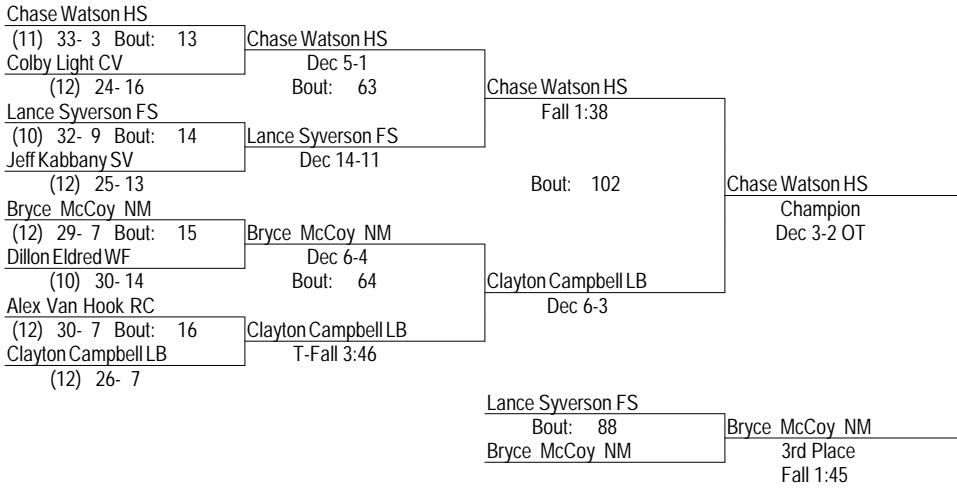 Chase Watson HS
(11) 33- 3 Bout: 13
Colby Light CV
(12) 24- 16
Lance Syverson FS
(10) 32- 9 Bout: 14
Jeff Kabbany SV
(12) 25- 13
Bryce McCoy NM
(12) 29- 7 Bout: 15
Dillon Eldred WF
(10) 30- 14
Alex Van Hook RC
(12) 30- 7 Bout: 16
Clayton Campbell LB
(12) 26- 7
Chase Watson HS
Dec 5-1
Bout: 63
Lance Syverson FS
Dec 14-11
Bryce McCoy NM
Dec 6-4
Bout: 64
Clayton Campbell LB
T-Fall 3:46
Chase Watson HS
Fall 1:38
Bout: 102
Clayton Campbell LB
Dec 6-3
Chase Watson HS
Champion
Dec 3-2 OT
Lance Syverson FS
Bout: 88
Bryce McCoy NM
Bryce McCoy NM
3rd Place
Fall 1:45